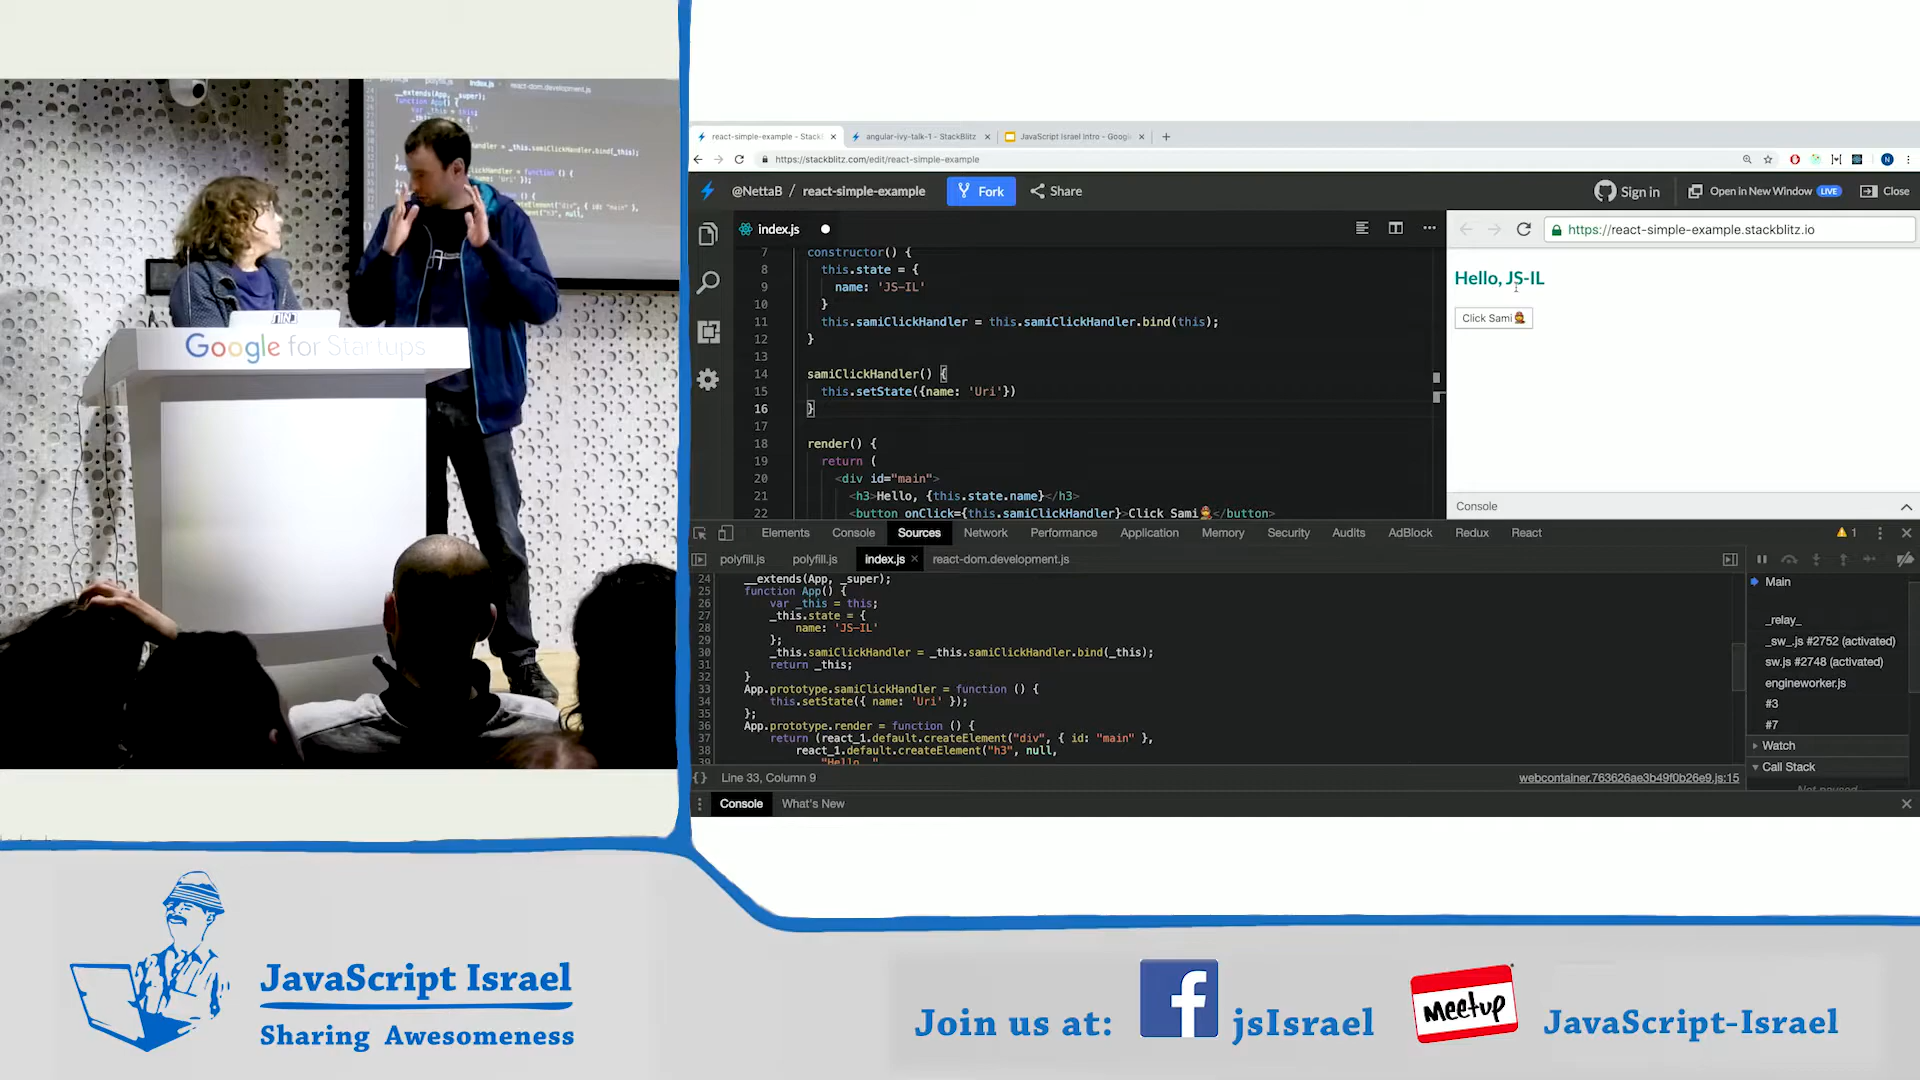 react-simple-example - StackB
angular-ivy-talk-1 - StackBlitz
JavaScript Israel Intro - Googl
https://stackblitz.com/edit/react-simple-example
@NettaB / react-simple-example
Fork
Share
Sign in
Open in New Window LIVE
Close
index.js
https://react-simple-example.stackblitz.io
7 constructor() {
8 this.state = {
9 name: 'JS-IL'
10 }
11 this.samiClickHandler = this.samiClickHandler.bind(this);
12 }
13
14 samiClickHandler() {
15 this.setState({name: 'Uri'})
16 }
17
18 render() {
19 return (
20 <div id="main">
21 <h3>Hello, {this.state.name}</h3>
22 <button onClick={this.samiClickHandler}>Click Sami👲</button>
Hello, JS-IL
Click Sami
Console
Elements Console Sources Network Performance Application Memory Security Audits AdBlock Redux React
1
polyfill.js polyfill.js index.js react-dom.development.js
24 __extends(App, _super);
25 function App() {
26 var _this = this;
27 _this.state = {
28 name: 'JS-IL'
29 };
30 _this.samiClickHandler = _this.samiClickHandler.bind(_this);
31 return _this;
32 }
33 App.prototype.samiClickHandler = function () {
34 this.setState({ name: 'Uri' });
35 };
36 App.prototype.render = function () {
37 return (react_1.default.createElement("div", { id: "main" },
38 react_1.default.createElement("h3", null,
39 "Hello, "
Main
_relay_
_sw_.js #2752 (activated)
sw.js #2748 (activated)
engineworker.js
#3
#7
Watch
Call Stack
Not paused
{} Line 33, Column 9
webcontainer.763626ae3b49f0b26e9.js:15
Console What's New
Google for Startups
JavaScript Israel
Sharing Awesomeness
Join us at:
f
jsIsrael
Meetup
JavaScript-Israel